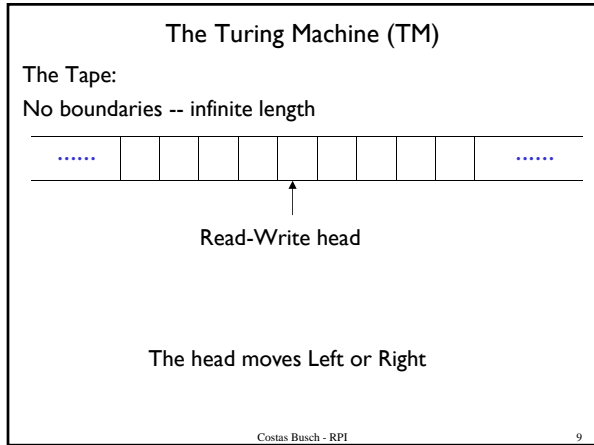 The Turing Machine (TM)
The Tape:
No boundaries -- infinite length
...... ......
Read-Write head
The head moves Left or Right
Costas Busch - RPI 9